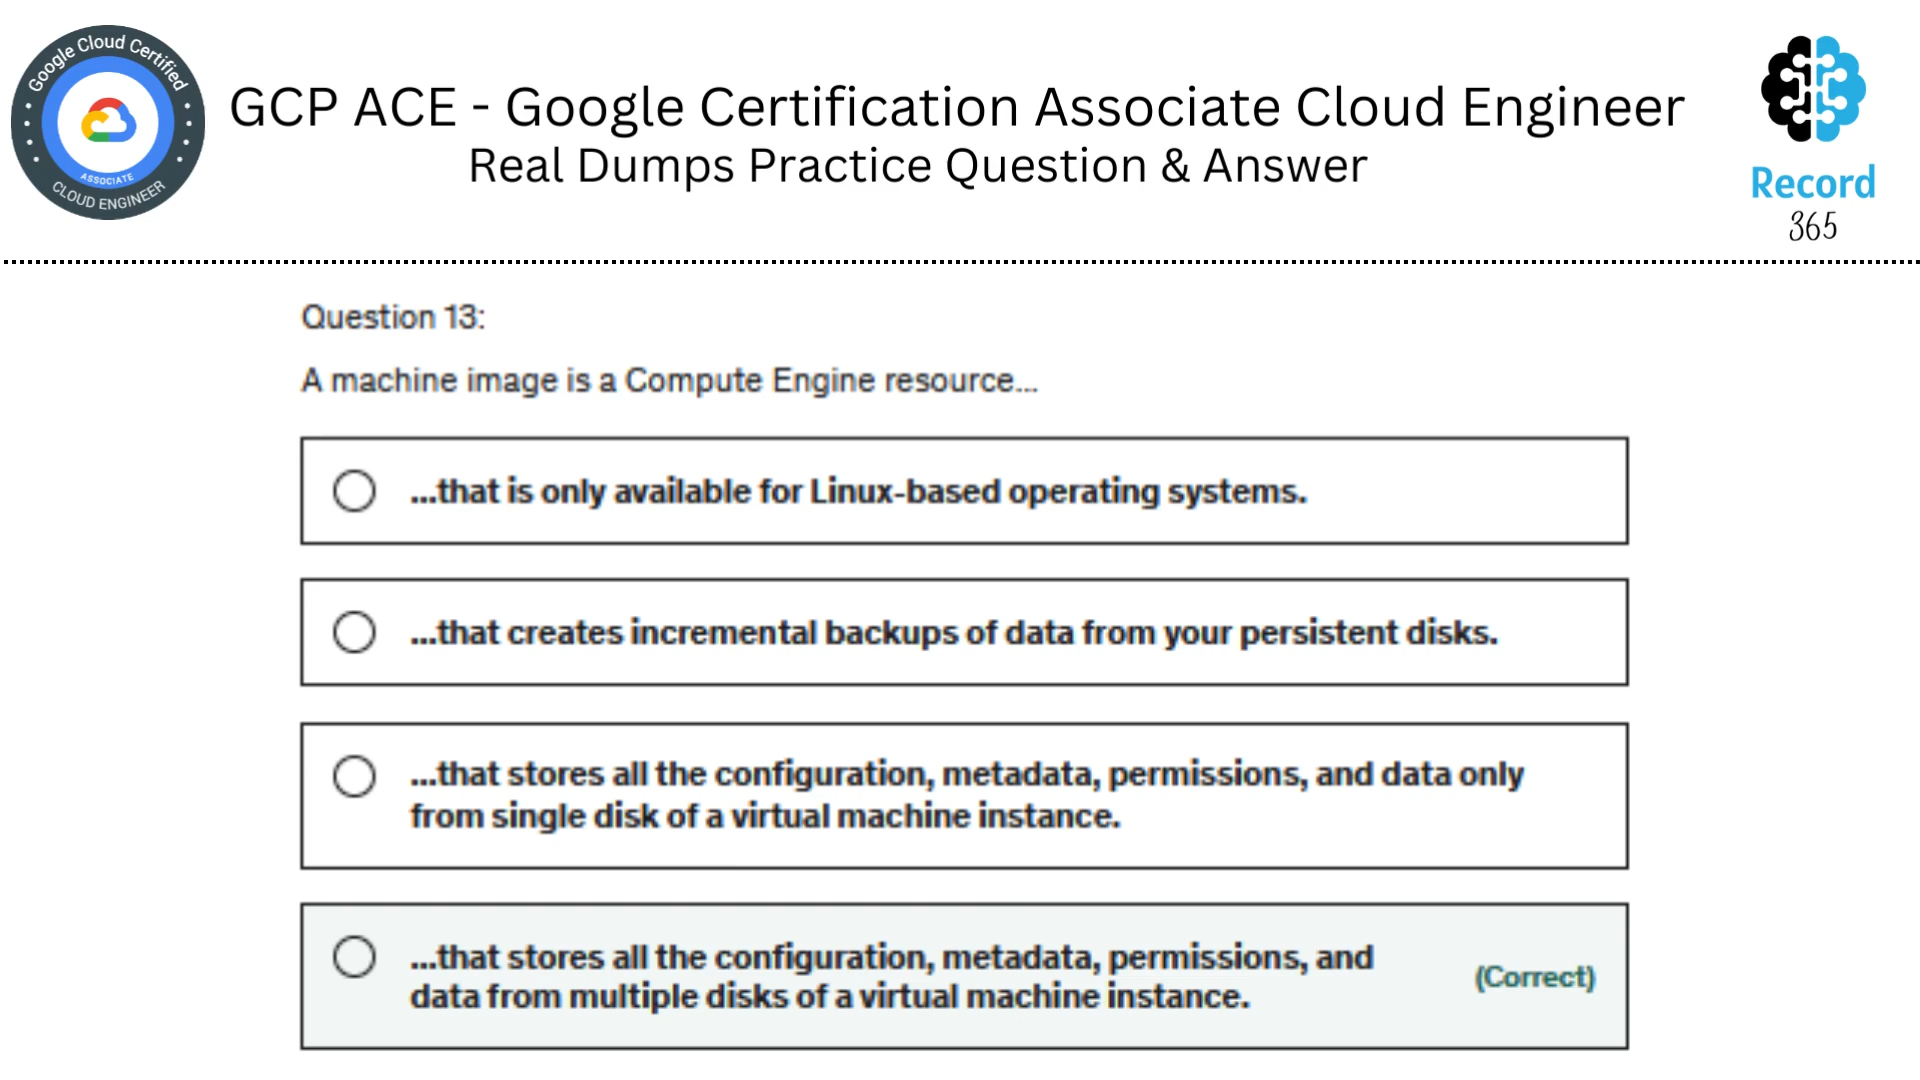 Google Cloud Certified
ASSOCIATE
CLOUD ENGINEER
GCP ACE - Google Certification Associate Cloud Engineer
Real Dumps Practice Question & Answer
Record
365
Question 13:
A machine image is a Compute Engine resource...
...that is only available for Linux-based operating systems.
...that creates incremental backups of data from your persistent disks.
...that stores all the configuration, metadata, permissions, and data only
from single disk of a virtual machine instance.
...that stores all the configuration, metadata, permissions, and
data from multiple disks of a virtual machine instance.
(Correct)